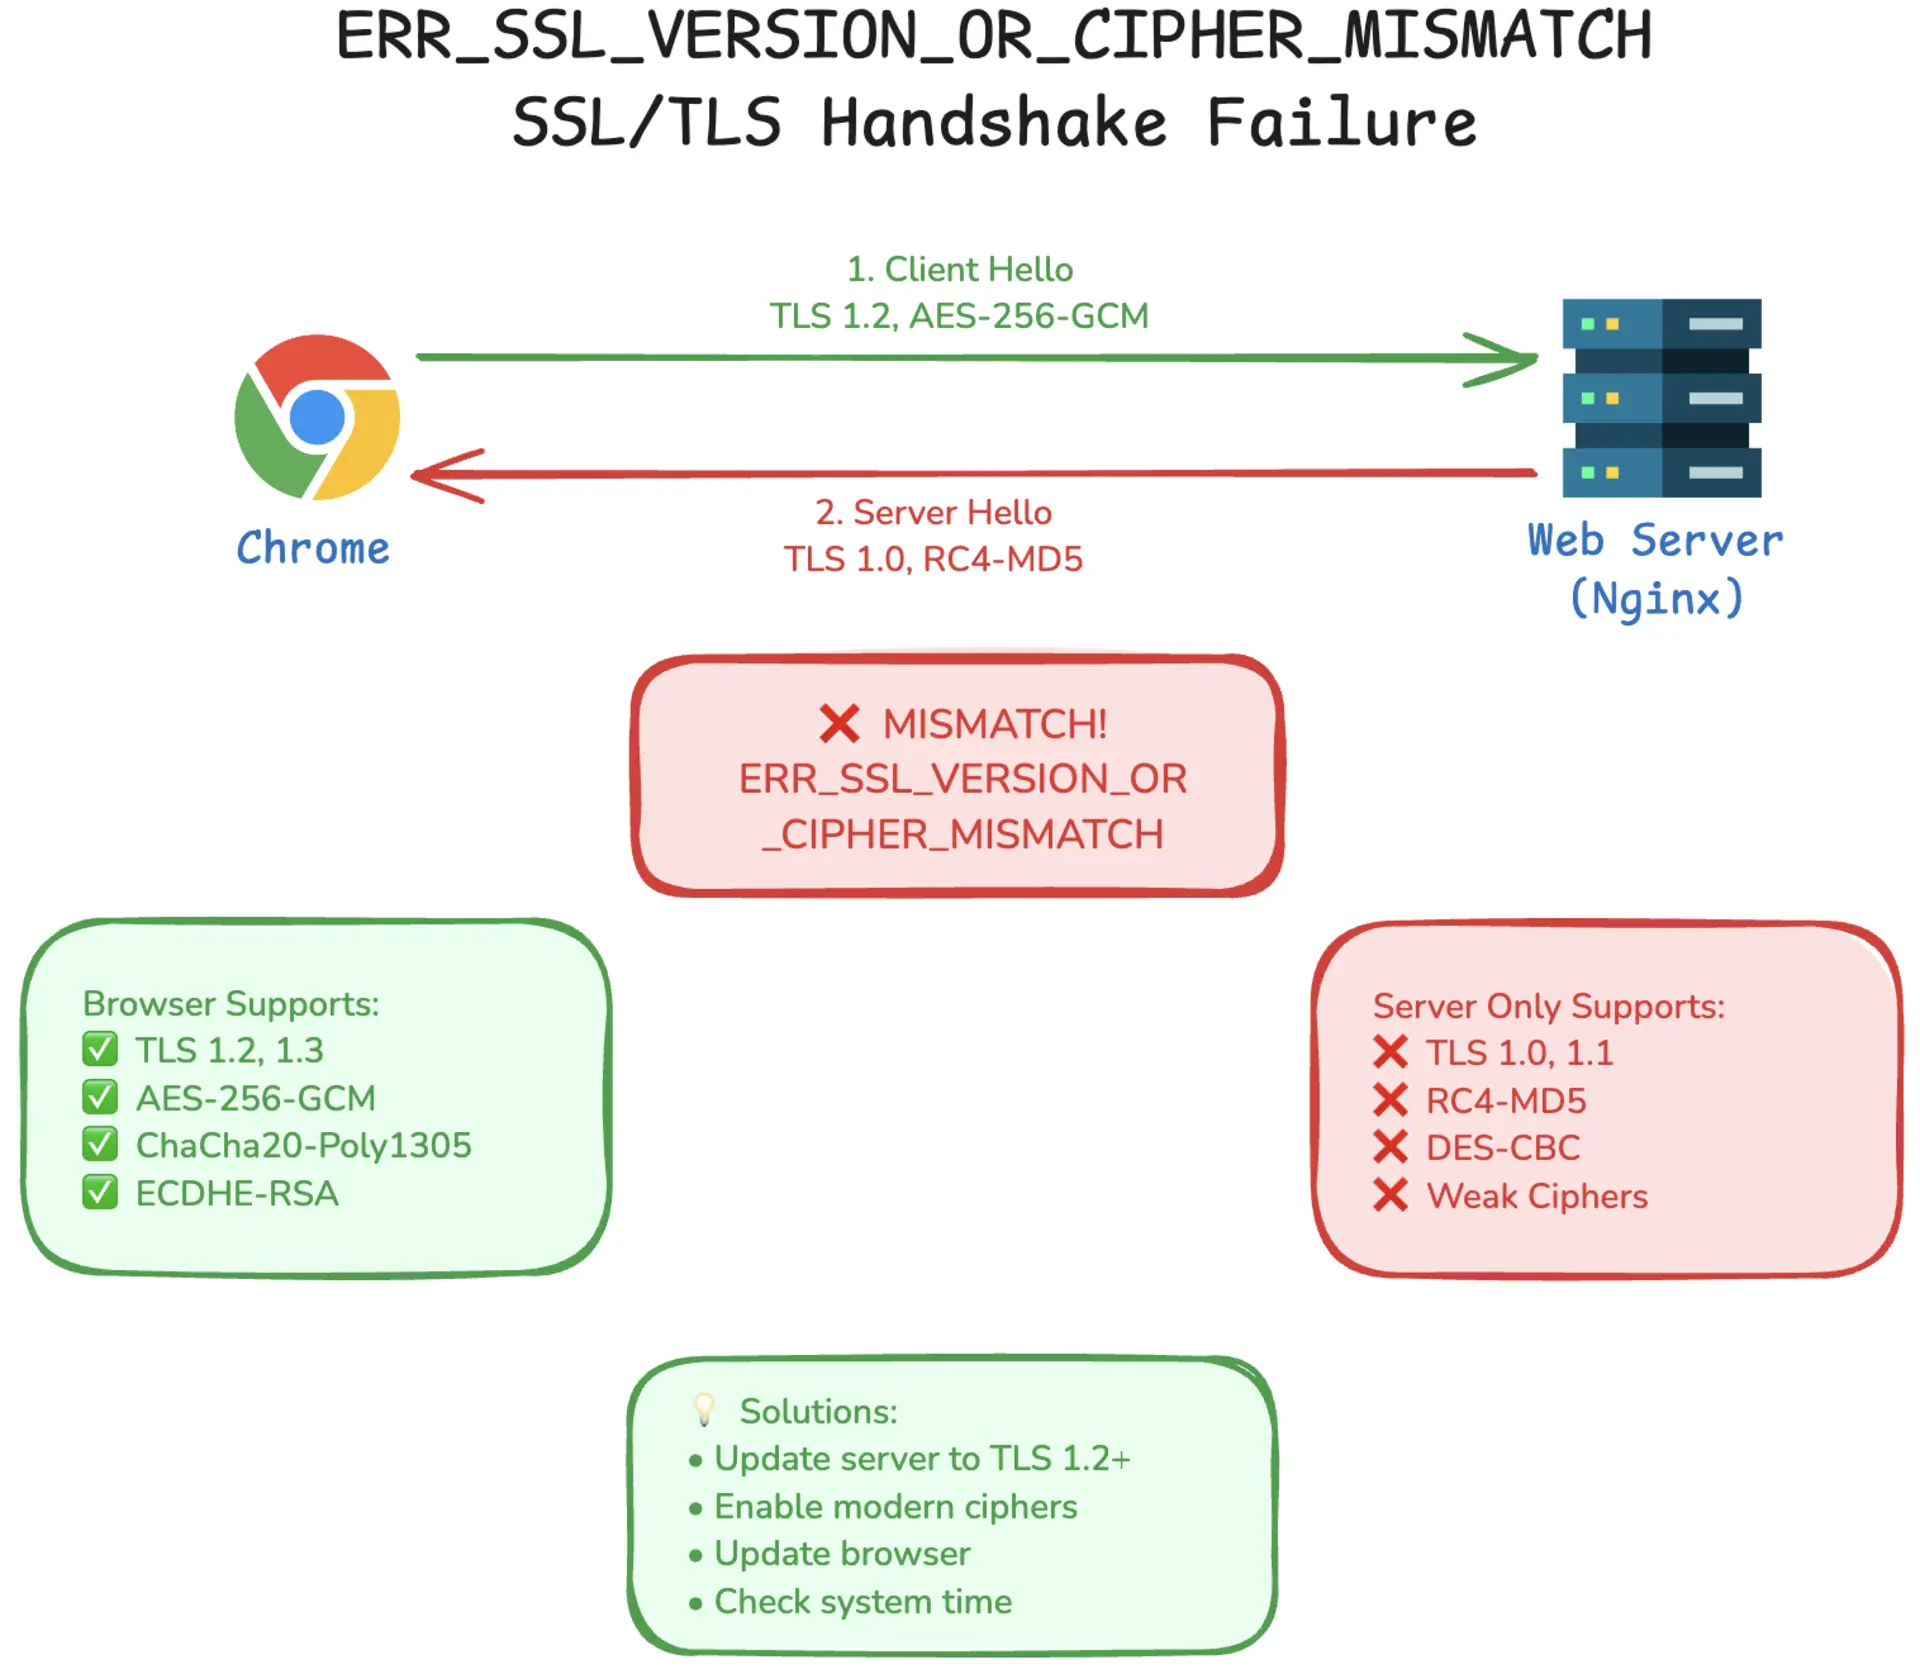 ERR_SSL_VERSION_OR_CIPHER_MISMATCH
SSL/TLS Handshake Failure
1. Client Hello
TLS 1.2, AES-256-GCM
2. Server Hello
TLS 1.0, RC4-MD5
Chrome
Web Server
(Nginx)
❌ MISMATCH!
ERR_SSL_VERSION_OR
_CIPHER_MISMATCH
Browser Supports:
✅ TLS 1.2, 1.3
✅ AES-256-GCM
✅ ChaCha20-Poly1305
✅ ECDHE-RSA
Server Only Supports:
❌ TLS 1.0, 1.1
❌ RC4-MD5
❌ DES-CBC
❌ Weak Ciphers
💡 Solutions:
• Update server to TLS 1.2+
• Enable modern ciphers
• Update browser
• Check system time